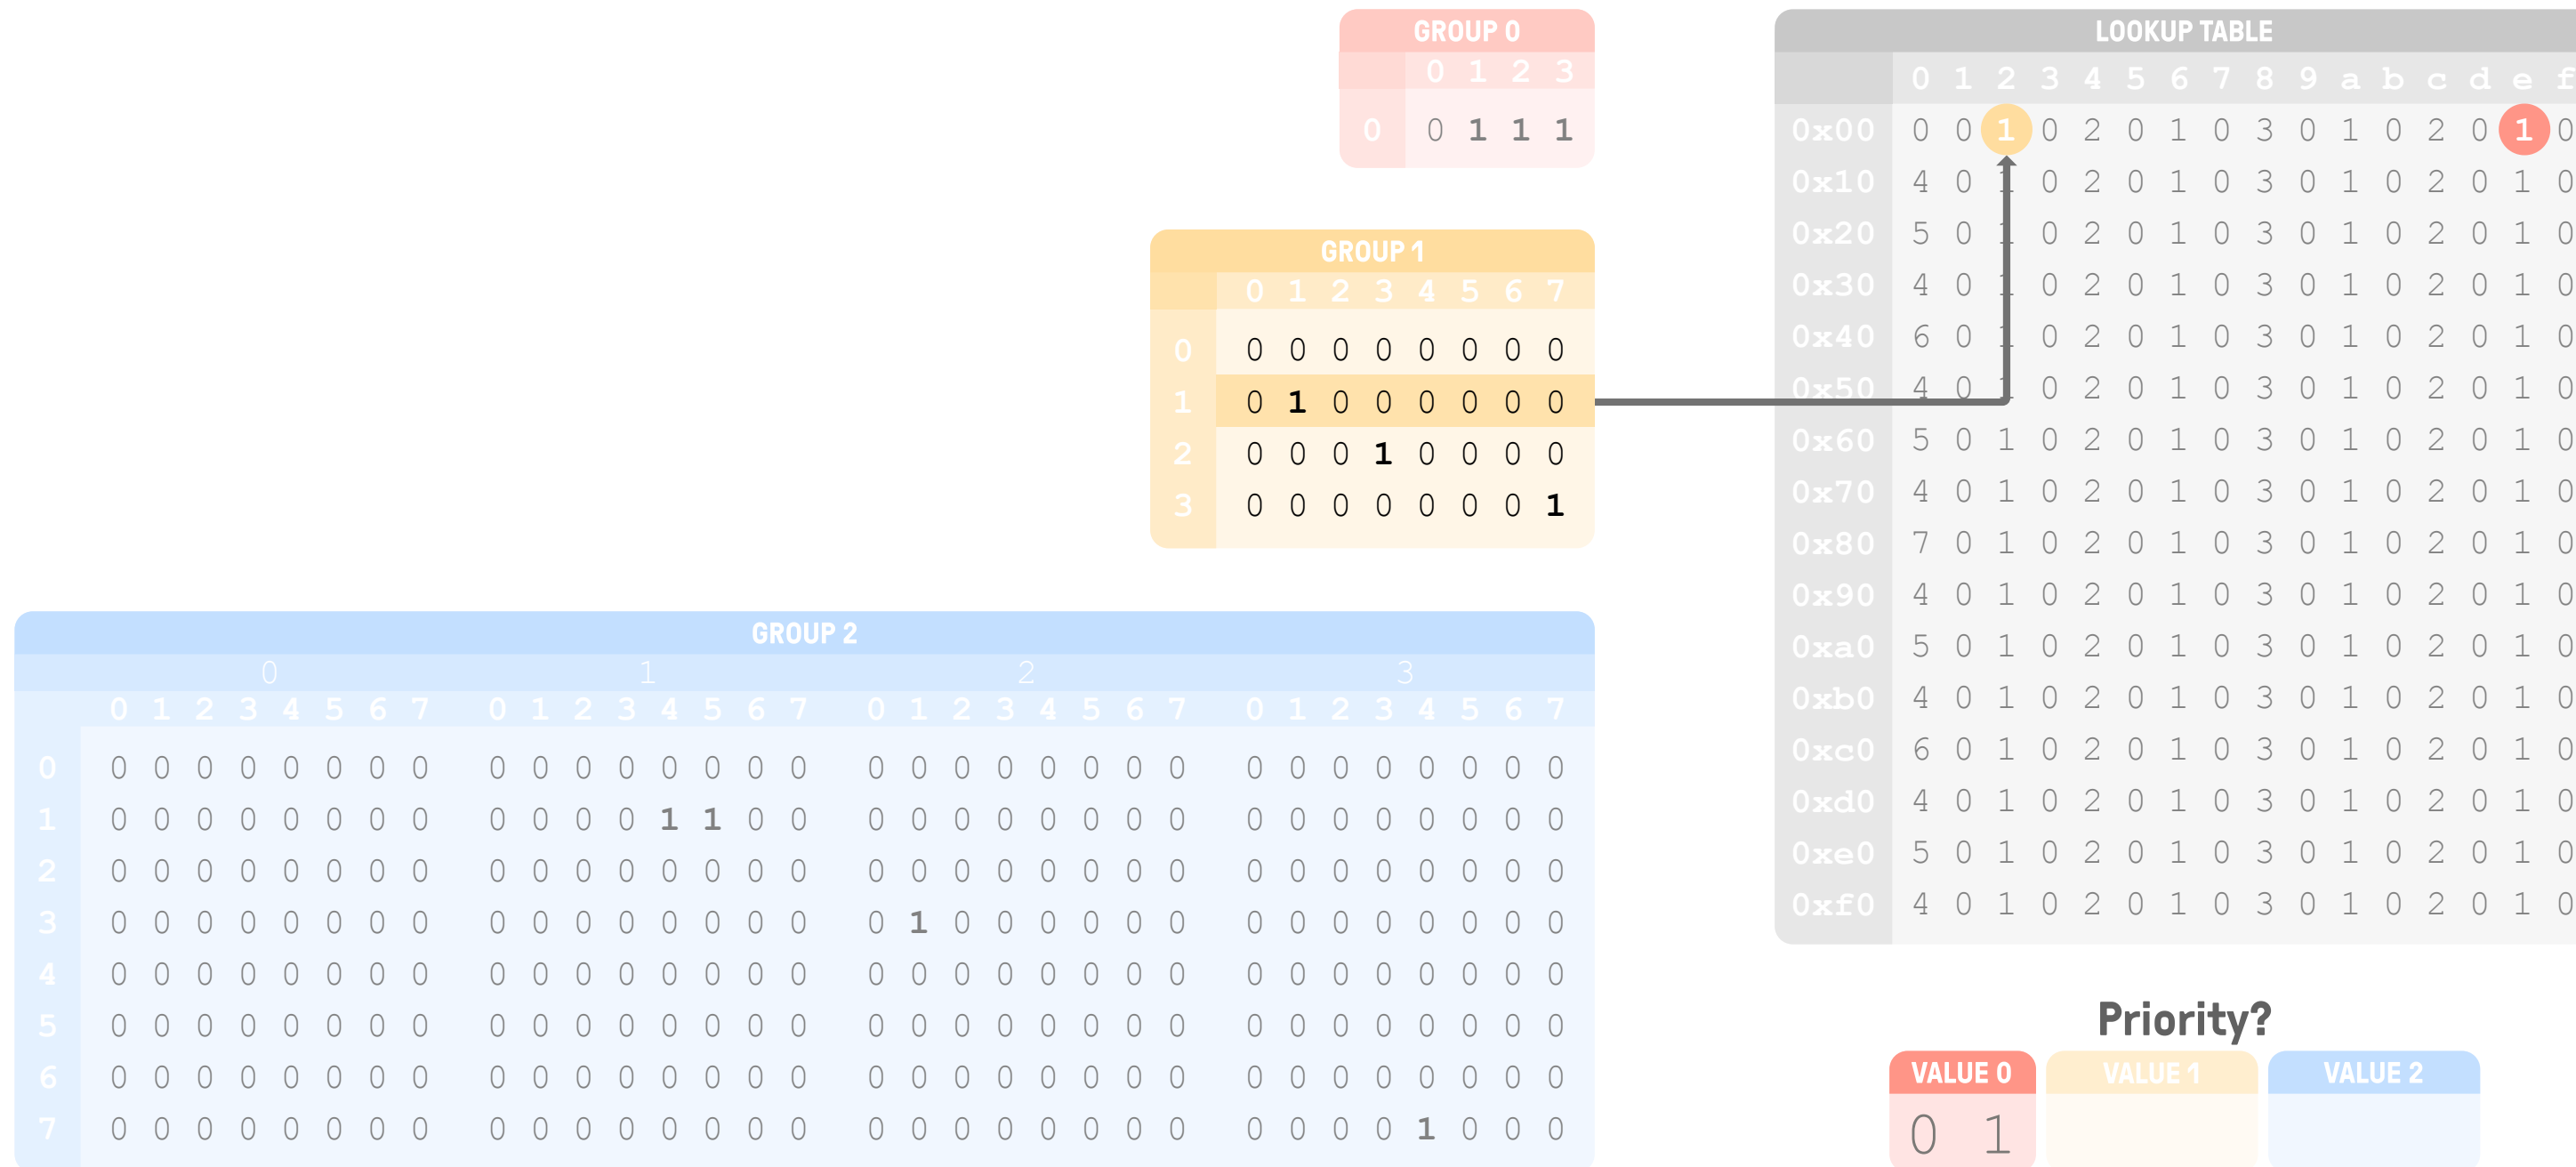 GROUP 0
0 1 2 3
0 0 1 1 1
GROUP 1
0 1 2 3 4 5 6 7
0 0 0 0 0 0 0 0 0
1 0 1 0 0 0 0 0 0
2 0 0 0 1 0 0 0 0
3 0 0 0 0 0 0 0 1
GROUP 2
0 1 2 3
0 1 2 3 4 5 6 7 0 1 2 3 4 5 6 7 0 1 2 3 4 5 6 7 0 1 2 3 4 5 6 7
0 0 0 0 0 0 0 0 0 0 0 0 0 0 0 0 0 0 0 0 0 0 0 0 0 0 0 0 0 0 0 0 0
1 0 0 0 0 0 0 0 0 0 0 0 0 1 1 0 0 0 0 0 0 0 0 0 0 0 0 0 0 0 0 0 0
2 0 0 0 0 0 0 0 0 0 0 0 0 0 0 0 0 0 0 0 0 0 0 0 0 0 0 0 0 0 0 0 0
3 0 0 0 0 0 0 0 0 0 0 0 0 0 0 0 0 0 1 0 0 0 0 0 0 0 0 0 0 0 0 0 0
4 0 0 0 0 0 0 0 0 0 0 0 0 0 0 0 0 0 0 0 0 0 0 0 0 0 0 0 0 0 0 0 0
5 0 0 0 0 0 0 0 0 0 0 0 0 0 0 0 0 0 0 0 0 0 0 0 0 0 0 0 0 0 0 0 0
6 0 0 0 0 0 0 0 0 0 0 0 0 0 0 0 0 0 0 0 0 0 0 0 0 0 0 0 0 0 0 0 0
7 0 0 0 0 0 0 0 0 0 0 0 0 0 0 0 0 0 0 0 0 0 0 0 0 0 0 0 0 1 0 0 0
LOOKUP TABLE
0 1 2 3 4 5 6 7 8 9 a b c d e f
0x00 0 0 1 0 2 0 1 0 3 0 1 0 2 0 1 0
0x10 4 0 1 0 2 0 1 0 3 0 1 0 2 0 1 0
0x20 5 0 1 0 2 0 1 0 3 0 1 0 2 0 1 0
0x30 4 0 1 0 2 0 1 0 3 0 1 0 2 0 1 0
0x40 6 0 1 0 2 0 1 0 3 0 1 0 2 0 1 0
0x50 4 0 1 0 2 0 1 0 3 0 1 0 2 0 1 0
0x60 5 0 1 0 2 0 1 0 3 0 1 0 2 0 1 0
0x70 4 0 1 0 2 0 1 0 3 0 1 0 2 0 1 0
0x80 7 0 1 0 2 0 1 0 3 0 1 0 2 0 1 0
0x90 4 0 1 0 2 0 1 0 3 0 1 0 2 0 1 0
0xa0 5 0 1 0 2 0 1 0 3 0 1 0 2 0 1 0
0xb0 4 0 1 0 2 0 1 0 3 0 1 0 2 0 1 0
0xc0 6 0 1 0 2 0 1 0 3 0 1 0 2 0 1 0
0xd0 4 0 1 0 2 0 1 0 3 0 1 0 2 0 1 0
0xe0 5 0 1 0 2 0 1 0 3 0 1 0 2 0 1 0
0xf0 4 0 1 0 2 0 1 0 3 0 1 0 2 0 1 0
Priority?
VALUE 0 VALUE 1 VALUE 2
0 1